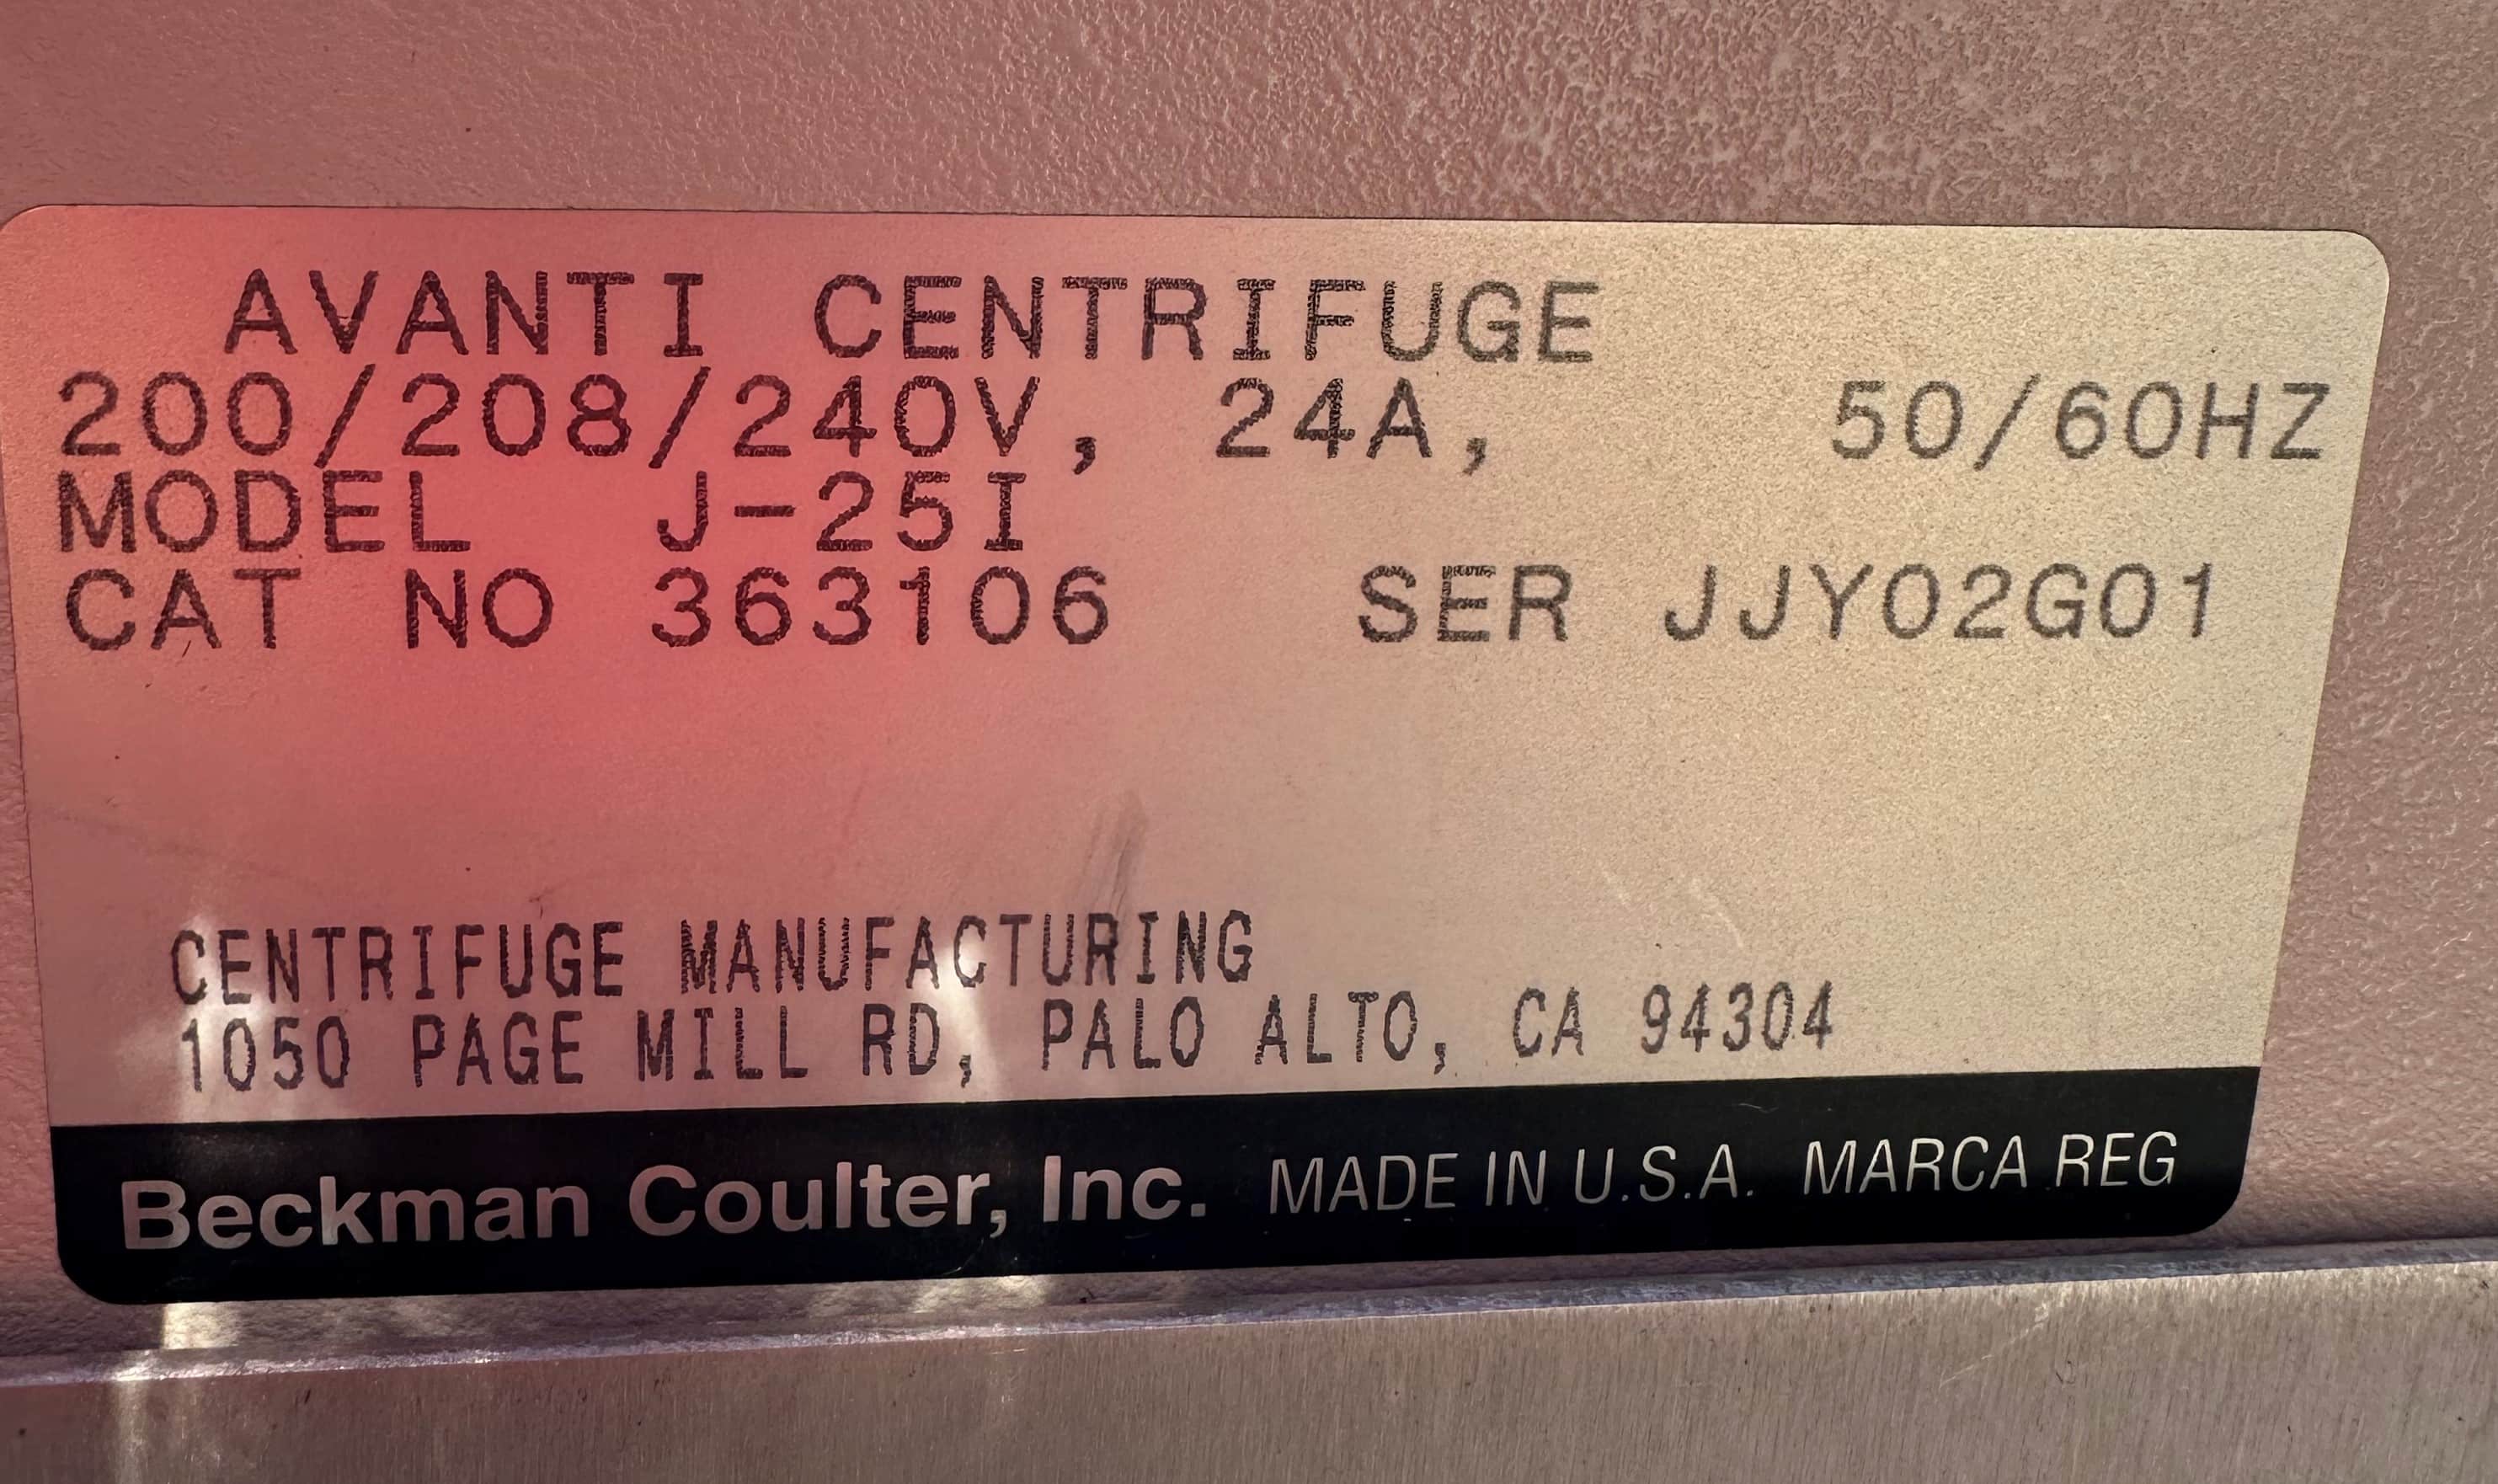 AVANTI CENTRIFUGE
200/208/240V, 24A, 50/60HZ
MODEL J-25I
CAT NO 363106 SER JJY02G01
CENTRIFUGE MANUFACTURING
1050 PAGE MILL RD, PALO ALTO, CA 94304
Beckman Coulter, Inc. MADE IN U.S.A. MARCA REG